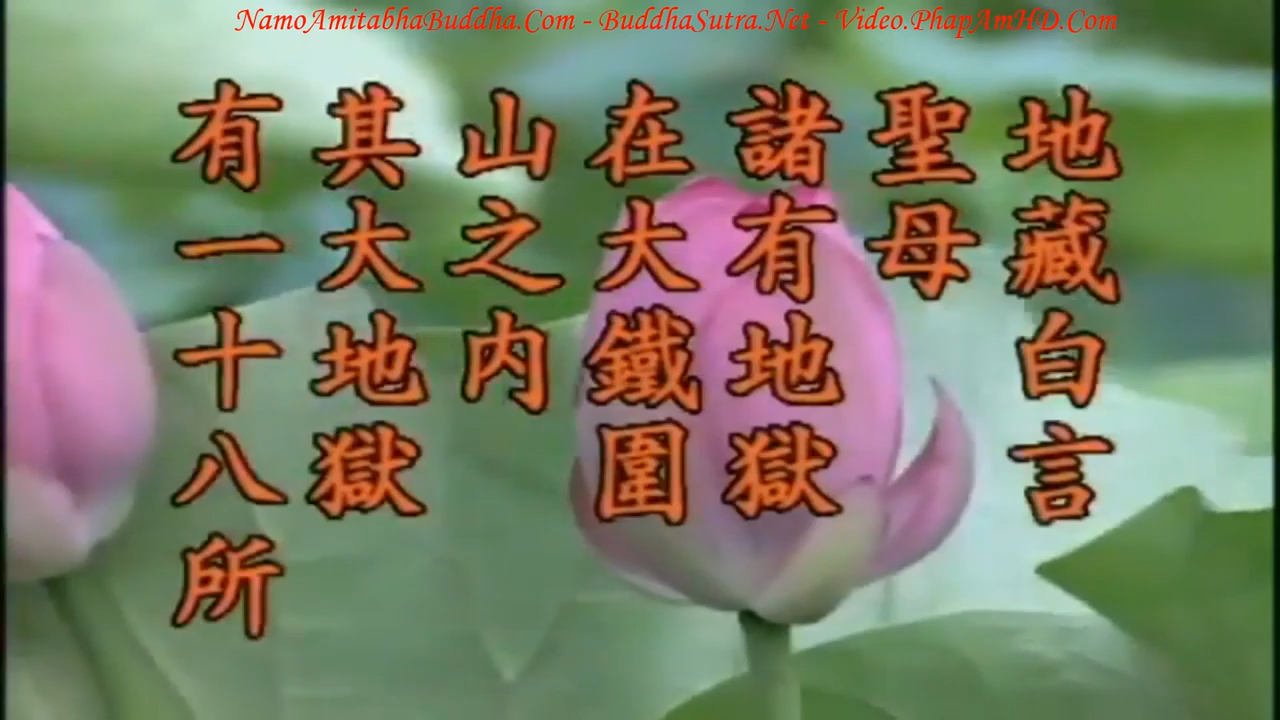 NamoAmitabhaBuddha.Com - BuddhaSutra.Net - Video.PhapAmHD.Com
地藏白言
聖母
諸有地獄
在大鐵圍
山之內
其大地獄
有一十八所